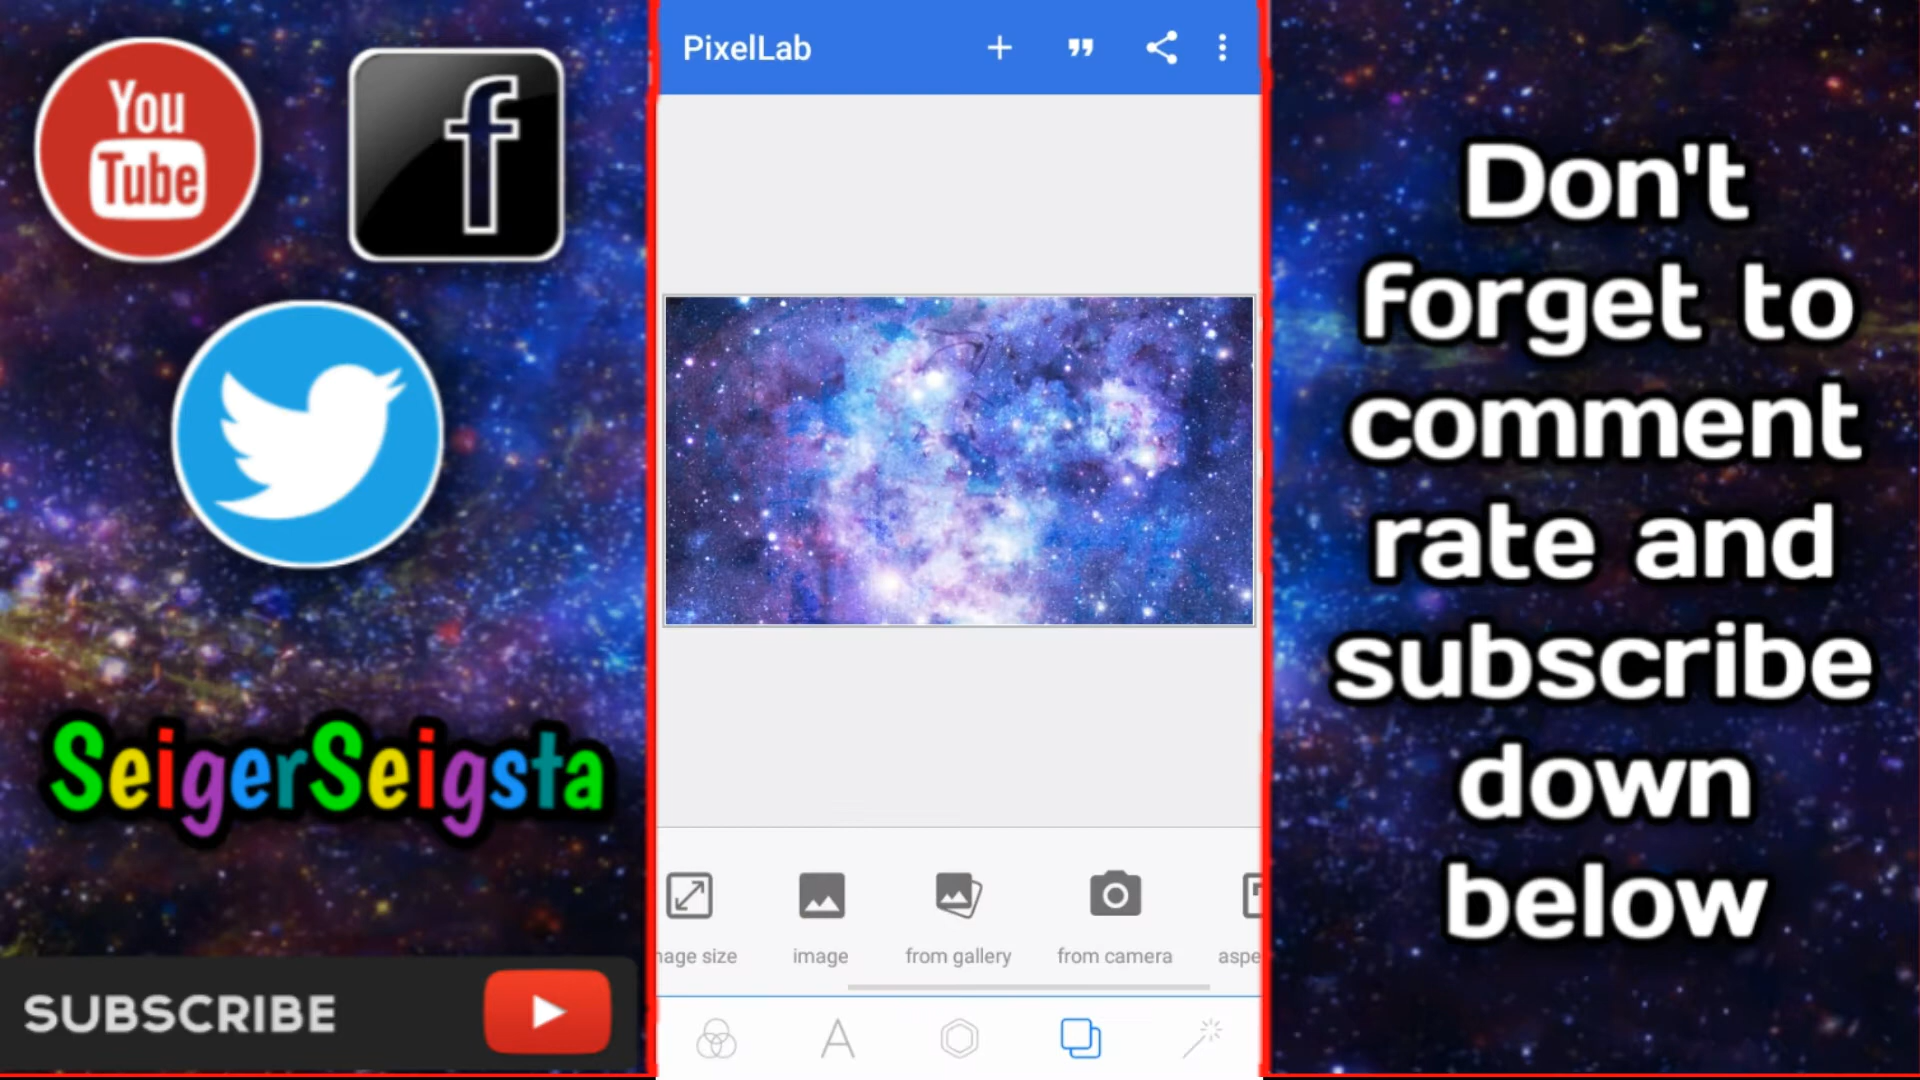 You
Tube
f
SeigerSeigsta
SUBSCRIBE
PixelLab
nage size
image
from gallery
from camera
aspe
A
Don't
forget to
comment
rate and
subscribe
down
below